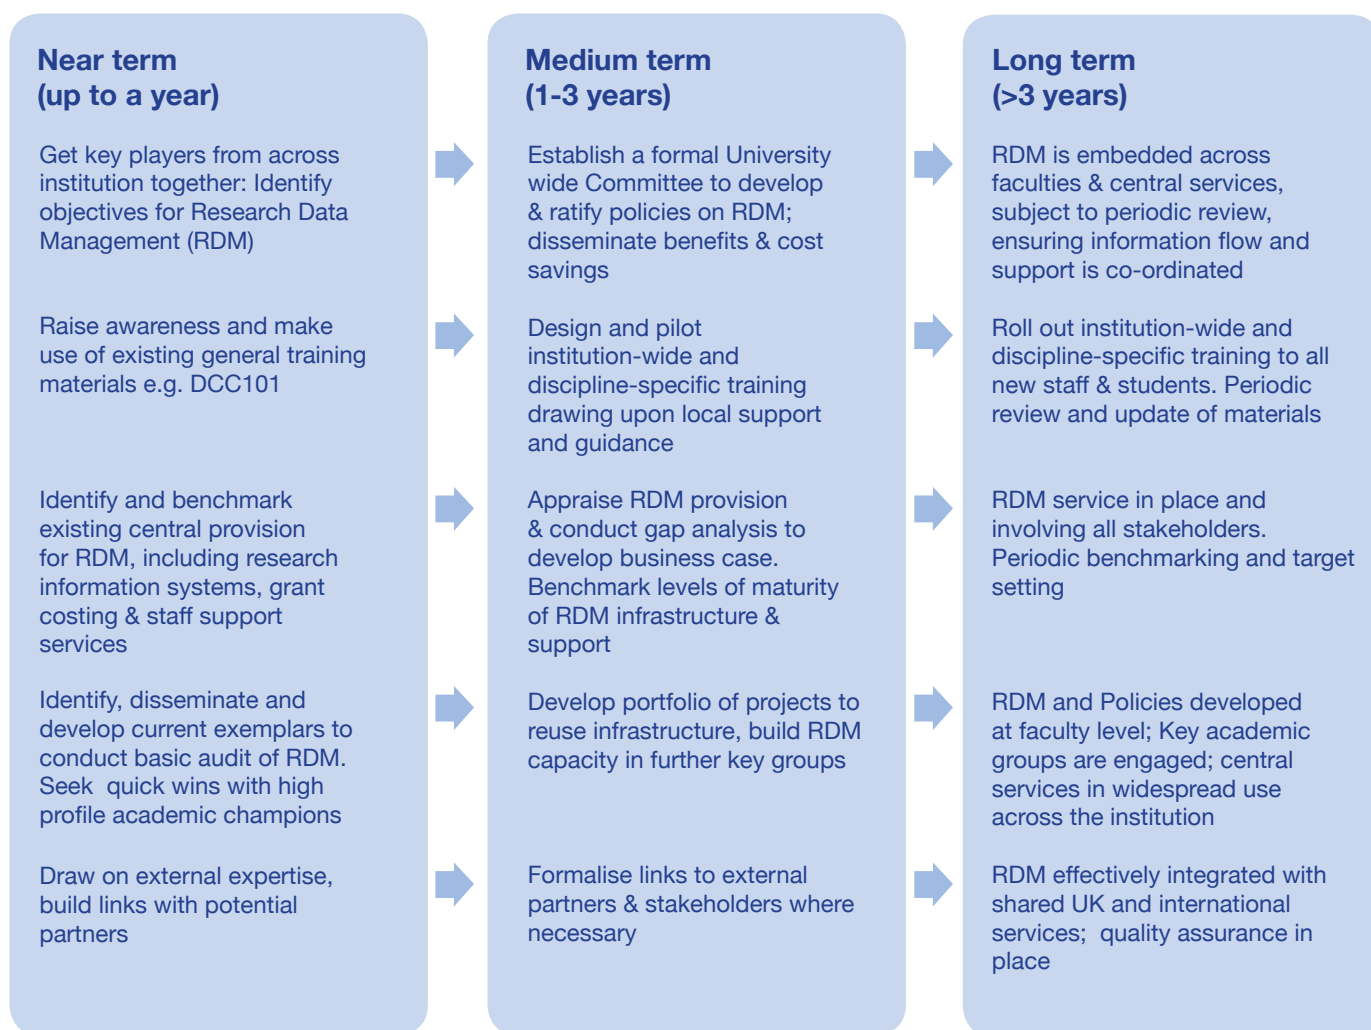 Near term
(up to a year)
Get key players from across
institution together: Identify
objectives for Research Data
Management (RDM)
Raise awareness and make
use of existing general training
materials e.g. DCC101
Identify and benchmark
existing central provision
for RDM, including research
information systems, grant
costing & staff support
services
Identify, disseminate and
develop current exemplars to
conduct basic audit of RDM.
Seek  quick wins with high
profile academic champions
Draw on external expertise,
build links with potential
partners
Medium term
(1-3 years)
Establish a formal University
wide Committee to develop
& ratify policies on RDM;
disseminate benefits & cost
savings
Design and pilot
institution-wide and
discipline-specific training
drawing upon local support
and guidance
Appraise RDM provision
& conduct gap analysis to
develop business case.
Benchmark levels of maturity
of RDM infrastructure &
support
Develop portfolio of projects to
reuse infrastructure, build RDM
capacity in further key groups
Formalise links to external
partners & stakeholders where
necessary
Long term
(>3 years)
RDM is embedded across
faculties & central services,
subject to periodic review,
ensuring information flow and
support is co-ordinated
Roll out institution-wide and
discipline-specific training to all
new staff & students. Periodic
review and update of materials
RDM service in place and
involving all stakeholders.
Periodic benchmarking and target
setting
RDM and Policies developed
at faculty level; Key academic
groups are engaged; central
services in widespread use
across the institution
RDM effectively integrated with
shared UK and international
services;  quality assurance in
place